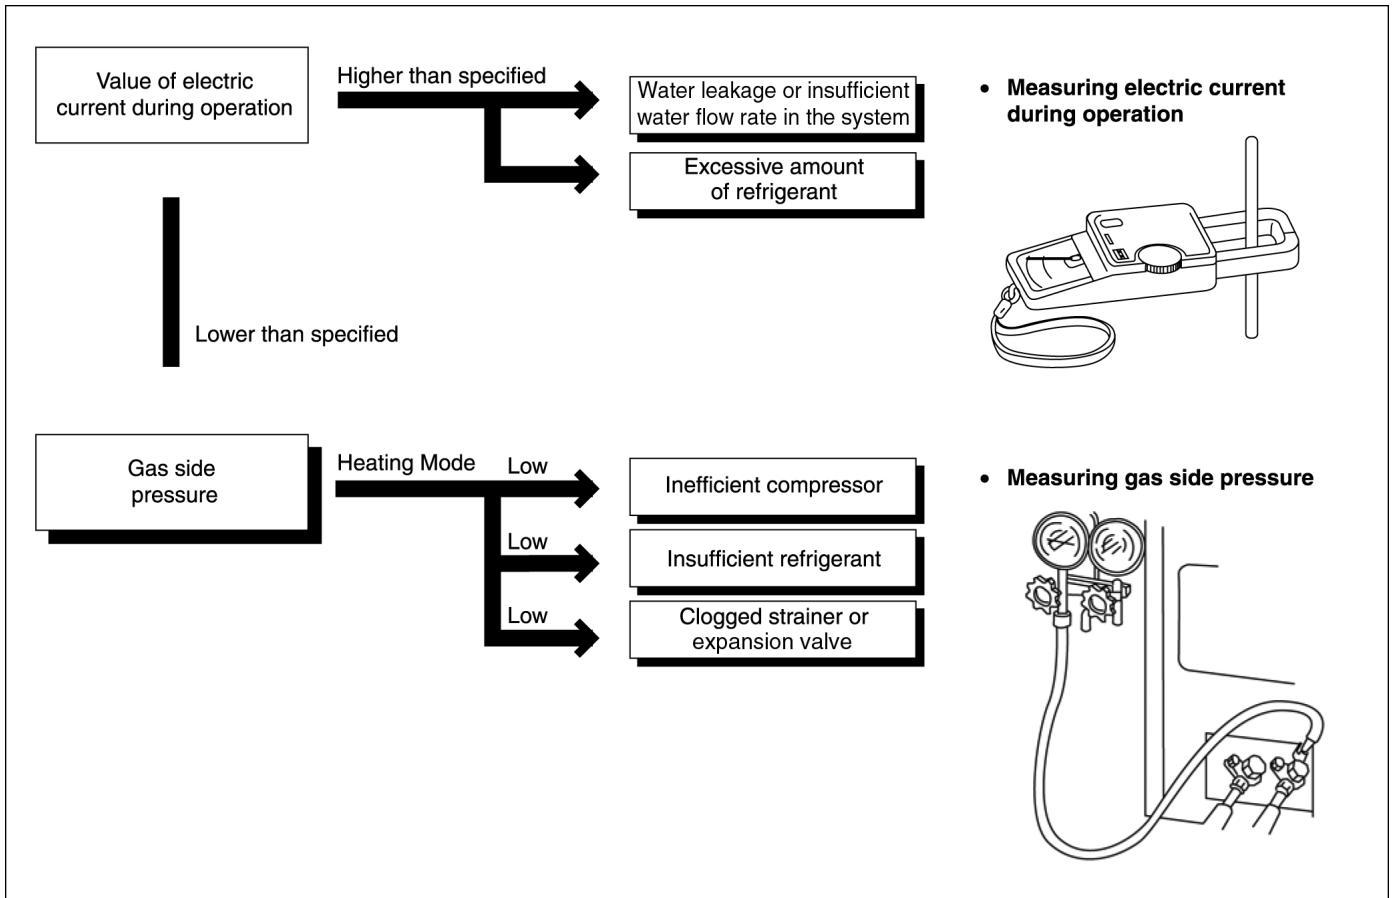 Value of electric
current during operation
Higher than specified
Water leakage or insufficient
water flow rate in the system
Excessive amount
of refrigerant
• Measuring electric current
during operation
Lower than specified
Gas side
pressure
Heating Mode
Low
Inefficient compressor
Low
Insufficient refrigerant
Low
Clogged strainer or
expansion valve
• Measuring gas side pressure